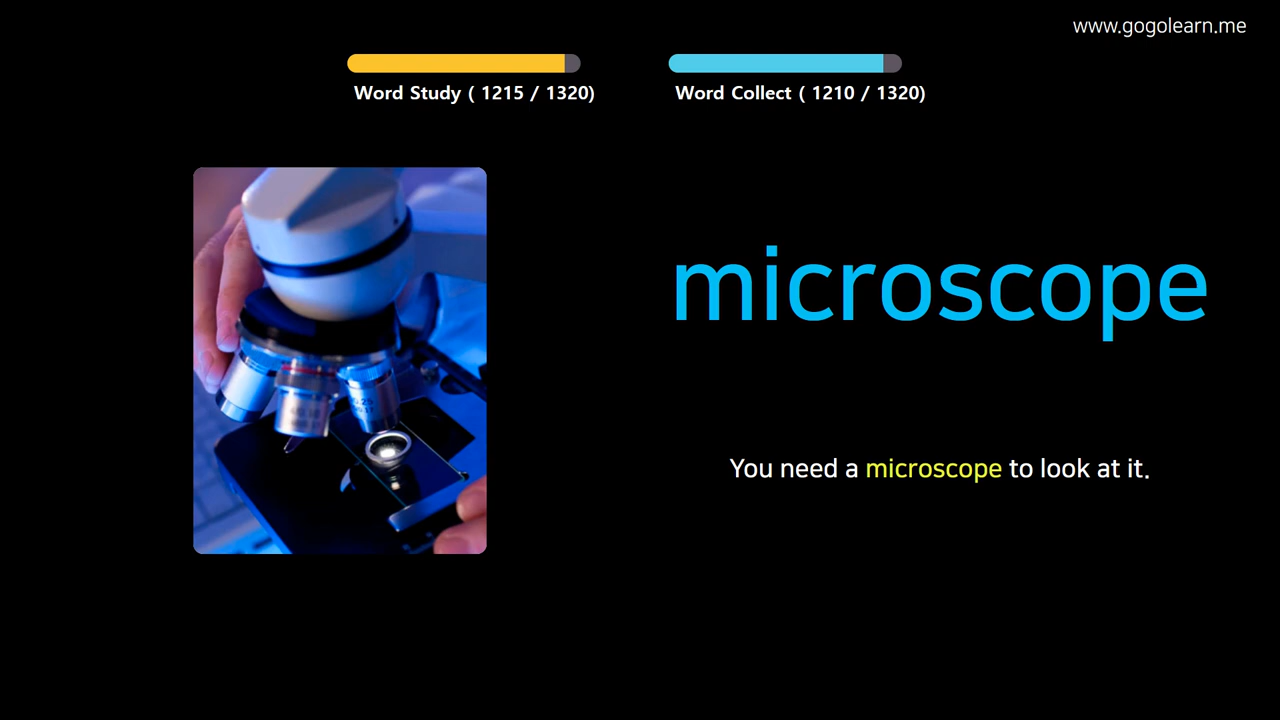 www.gogolearn.me
Word Study ( 1215 / 1320)
Word Collect ( 1210 / 1320)
microscope
You need a microscope to look at it.